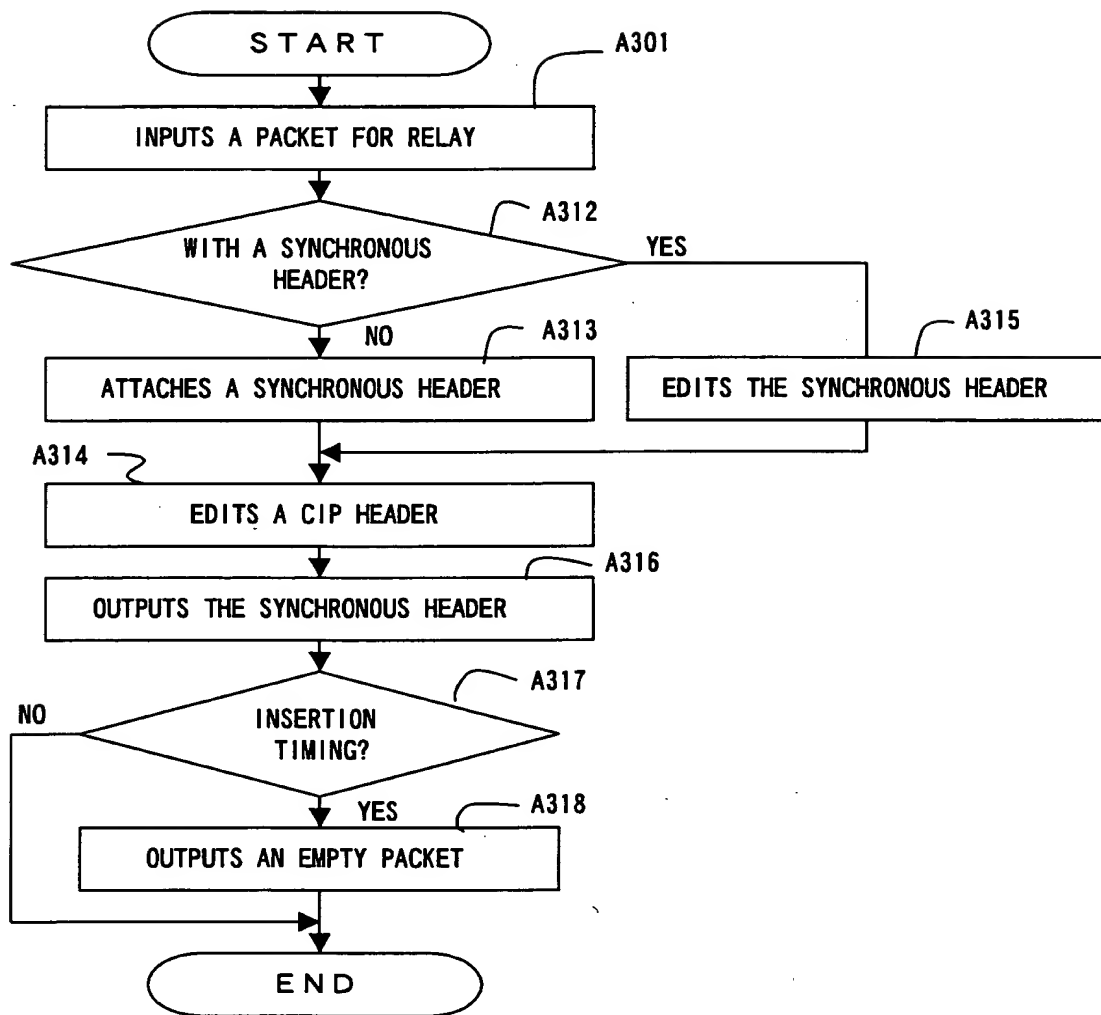 START
A301
INPUTS A PACKET FOR RELAY
A312
WITH A SYNCHRONOUS
HEADER?
YES
NO
A313
A315
ATTACHES A SYNCHRONOUS HEADER
EDITS THE SYNCHRONOUS HEADER
A314
EDITS A CIP HEADER
A316
OUTPUTS THE SYNCHRONOUS HEADER
A317
NO
INSERTION
TIMING?
YES
A318
OUTPUTS AN EMPTY PACKET
END